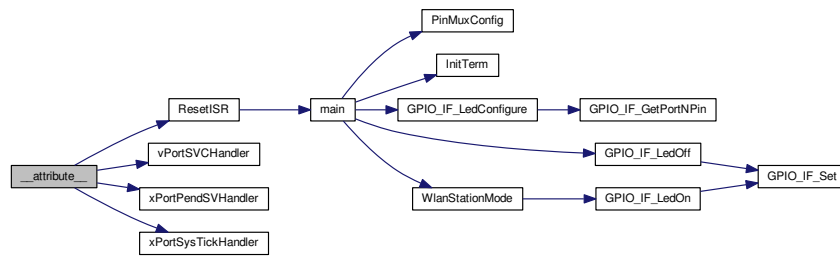 PinMuxConfig
InitTerm
ResetISR
main
GPIO_IF_LedConfigure
GPIO_IF_GetPortNPin
vPortSVCHandler
GPIO_IF_LedOff
__attribute__
GPIO_IF_Set
xPortPendSVHandler
WlanStationMode
GPIO_IF_LedOn
xPortSysTickHandler